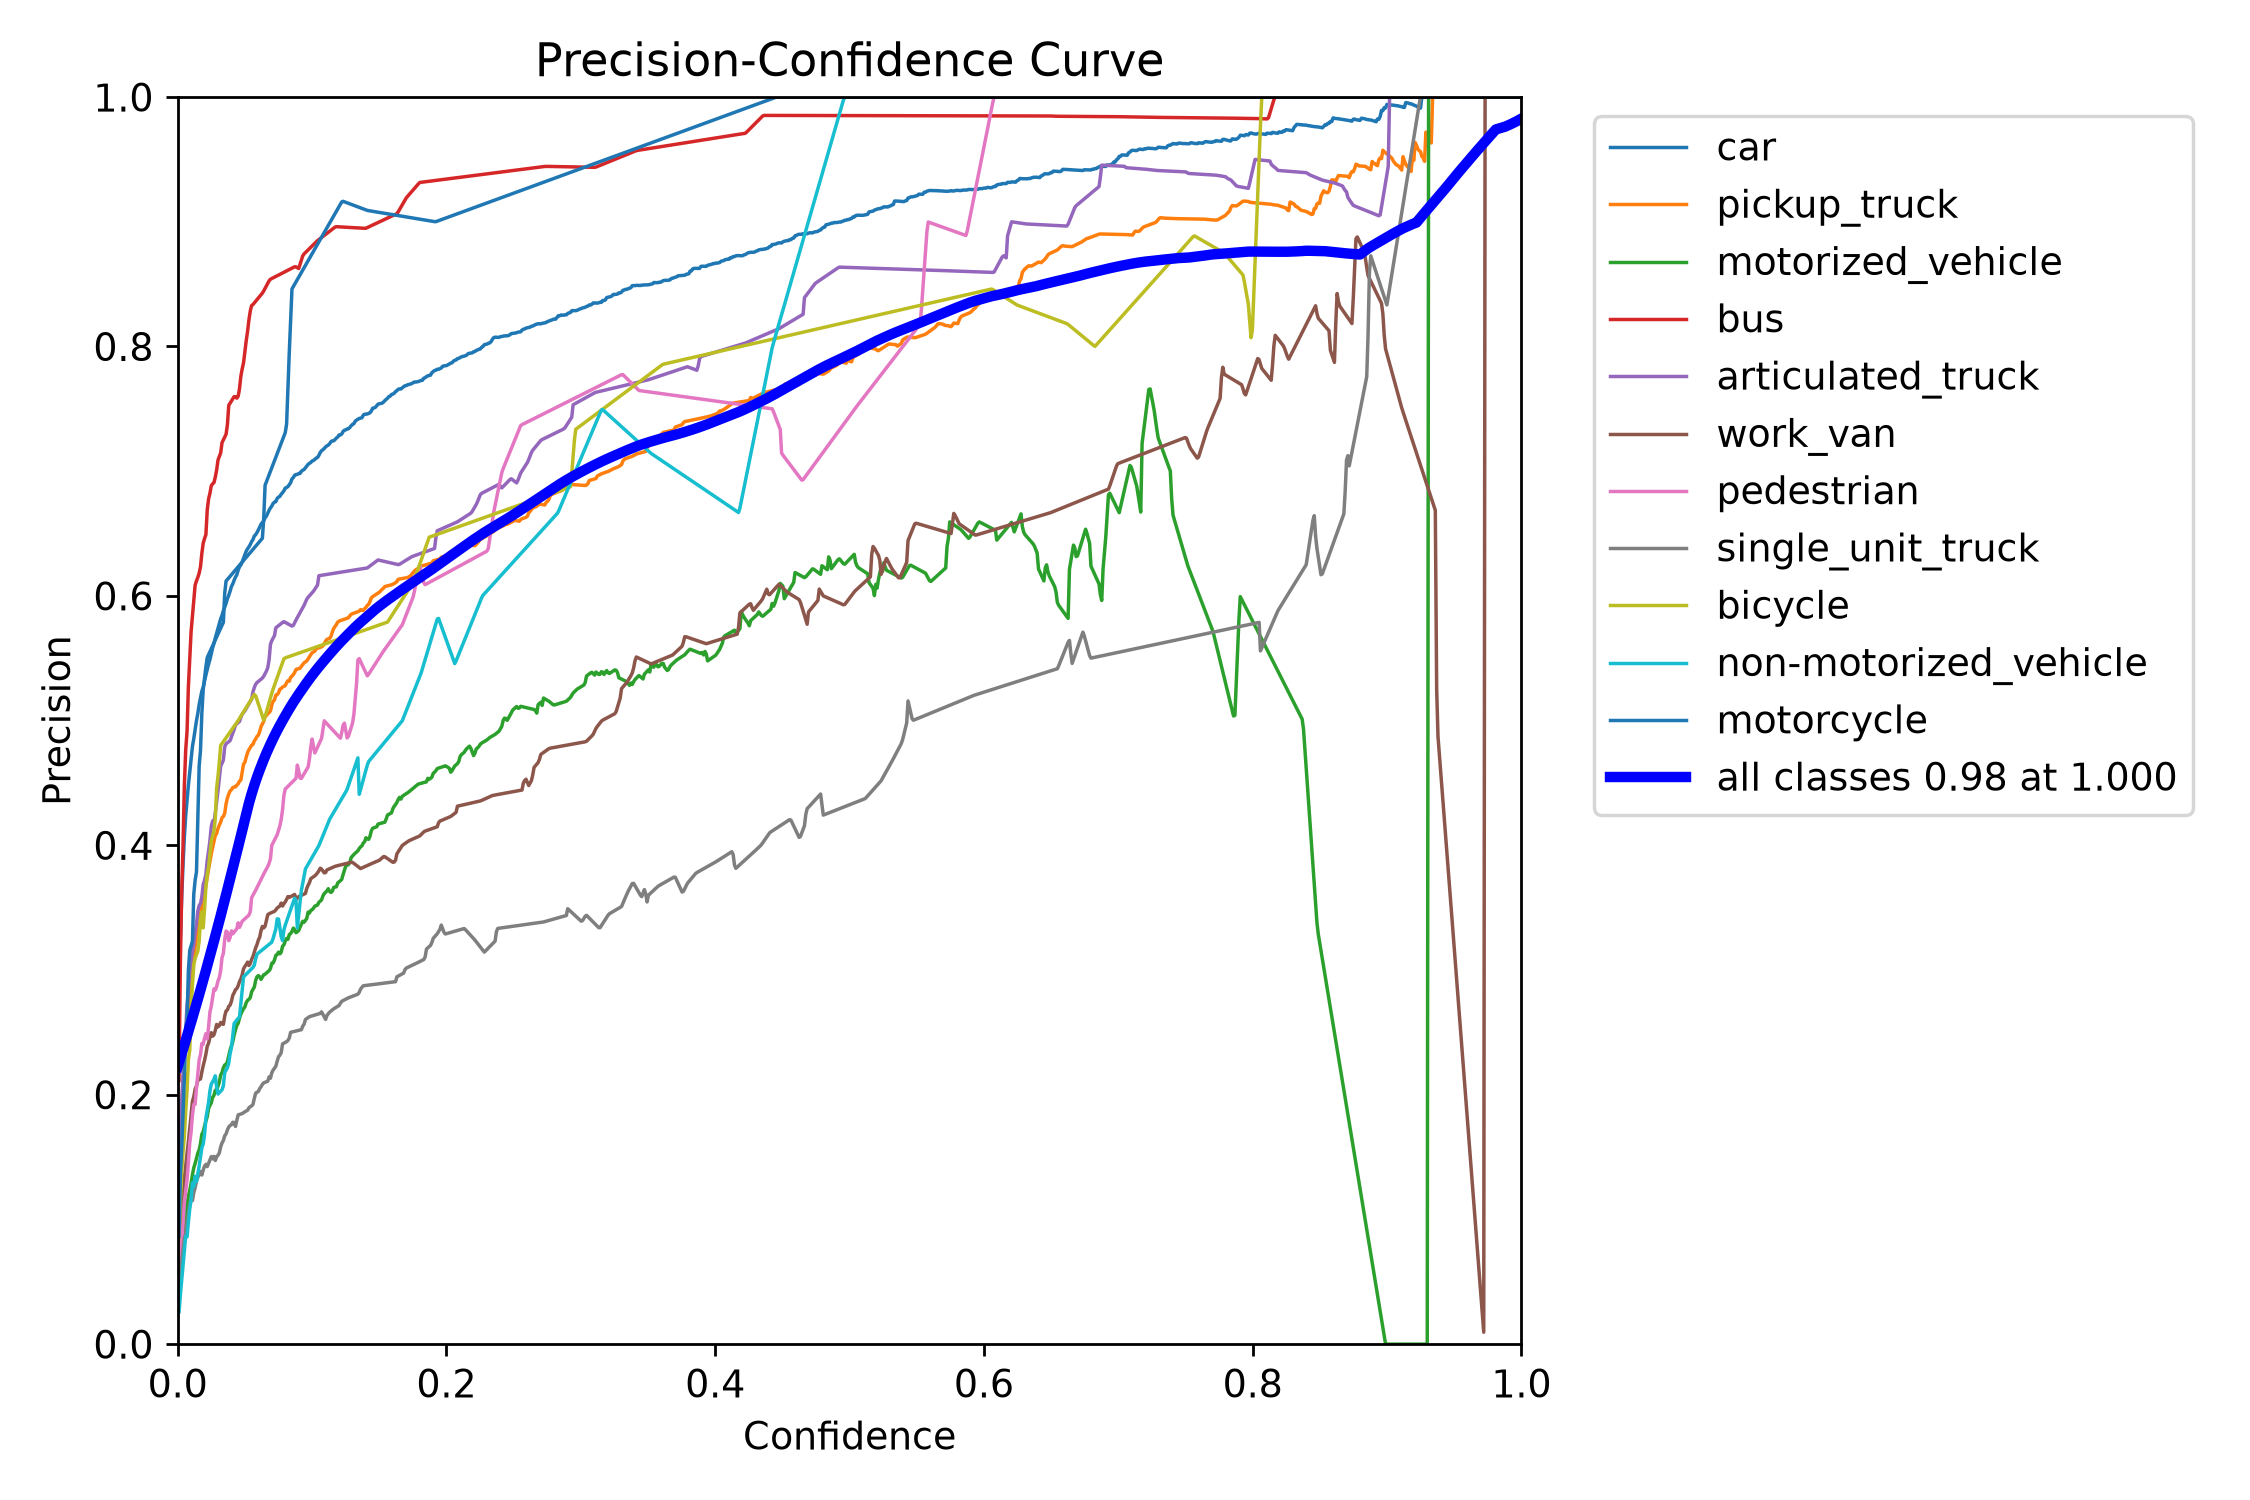 Precision-Confidence Curve
1.0
0.8
0.6
0.4
0.2
0.0
Precision
0.0 0.2 0.4 0.6 0.8 1.0
Confidence
car
pickup_truck
motorized_vehicle
bus
articulated_truck
work_van
pedestrian
single_unit_truck
bicycle
non-motorized_vehicle
motorcycle
all classes 0.98 at 1.000